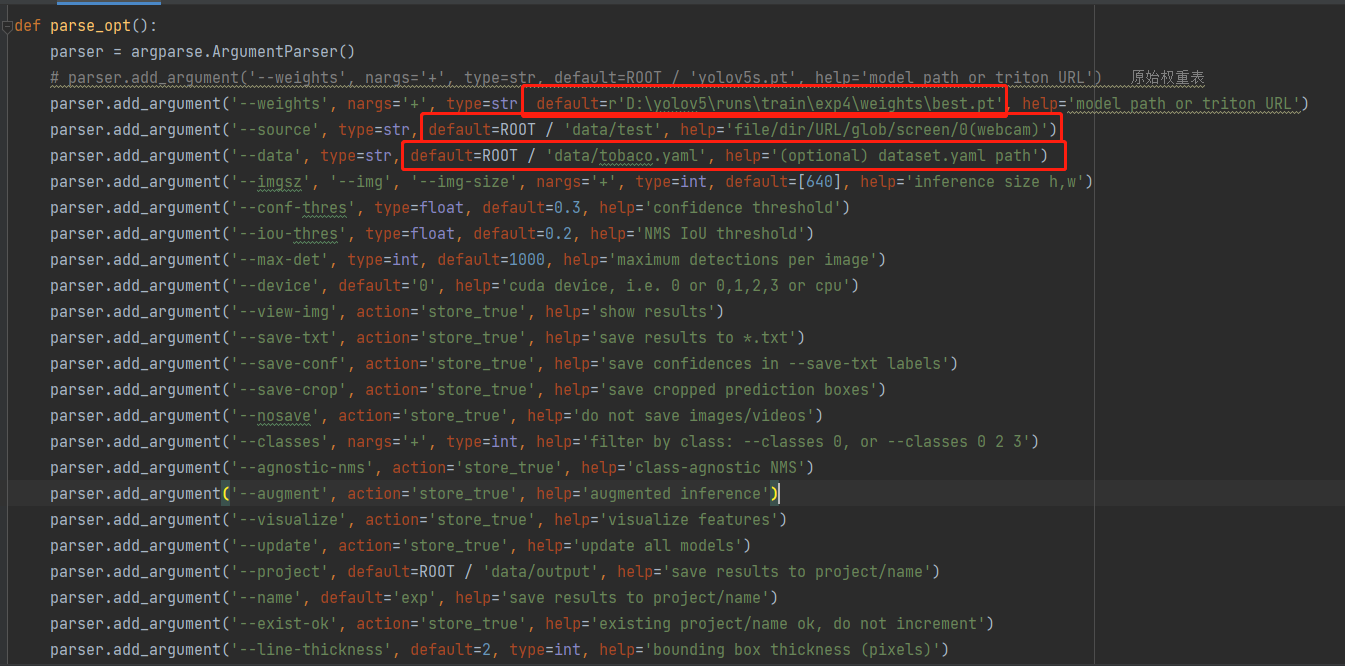 def parse_opt():
    parser = argparse.ArgumentParser()
    # parser.add_argument('--weights', nargs='+', type=str, default=ROOT / 'yolov5s.pt', help='model path or triton URL')   原始权重表
    parser.add_argument('--weights', nargs='+', type=str, default=r'D:\yolov5\runs\train\exp4\weights\best.pt', help='model path or triton URL')
    parser.add_argument('--source', type=str, default=ROOT / 'data/test', help='file/dir/URL/glob/screen/0(webcam)')
    parser.add_argument('--data', type=str, default=ROOT / 'data/tobaco.yaml', help='(optional) dataset.yaml path')
    parser.add_argument('--imgsz', '--img', '--img-size', nargs='+', type=int, default=[640], help='inference size h,w')
    parser.add_argument('--conf-thres', type=float, default=0.3, help='confidence threshold')
    parser.add_argument('--iou-thres', type=float, default=0.2, help='NMS IoU threshold')
    parser.add_argument('--max-det', type=int, default=1000, help='maximum detections per image')
    parser.add_argument('--device', default='0', help='cuda device, i.e. 0 or 0,1,2,3 or cpu')
    parser.add_argument('--view-img', action='store_true', help='show results')
    parser.add_argument('--save-txt', action='store_true', help='save results to *.txt')
    parser.add_argument('--save-conf', action='store_true', help='save confidences in --save-txt labels')
    parser.add_argument('--save-crop', action='store_true', help='save cropped prediction boxes')
    parser.add_argument('--nosave', action='store_true', help='do not save images/videos')
    parser.add_argument('--classes', nargs='+', type=int, help='filter by class: --classes 0, or --classes 0 2 3')
    parser.add_argument('--agnostic-nms', action='store_true', help='class-agnostic NMS')
    parser.add_argument('--augment', action='store_true', help='augmented inference')
    parser.add_argument('--visualize', action='store_true', help='visualize features')
    parser.add_argument('--update', action='store_true', help='update all models')
    parser.add_argument('--project', default=ROOT / 'data/output', help='save results to project/name')
    parser.add_argument('--name', default='exp', help='save results to project/name')
    parser.add_argument('--exist-ok', action='store_true', help='existing project/name ok, do not increment')
    parser.add_argument('--line-thickness', default=2, type=int, help='bounding box thickness (pixels)')